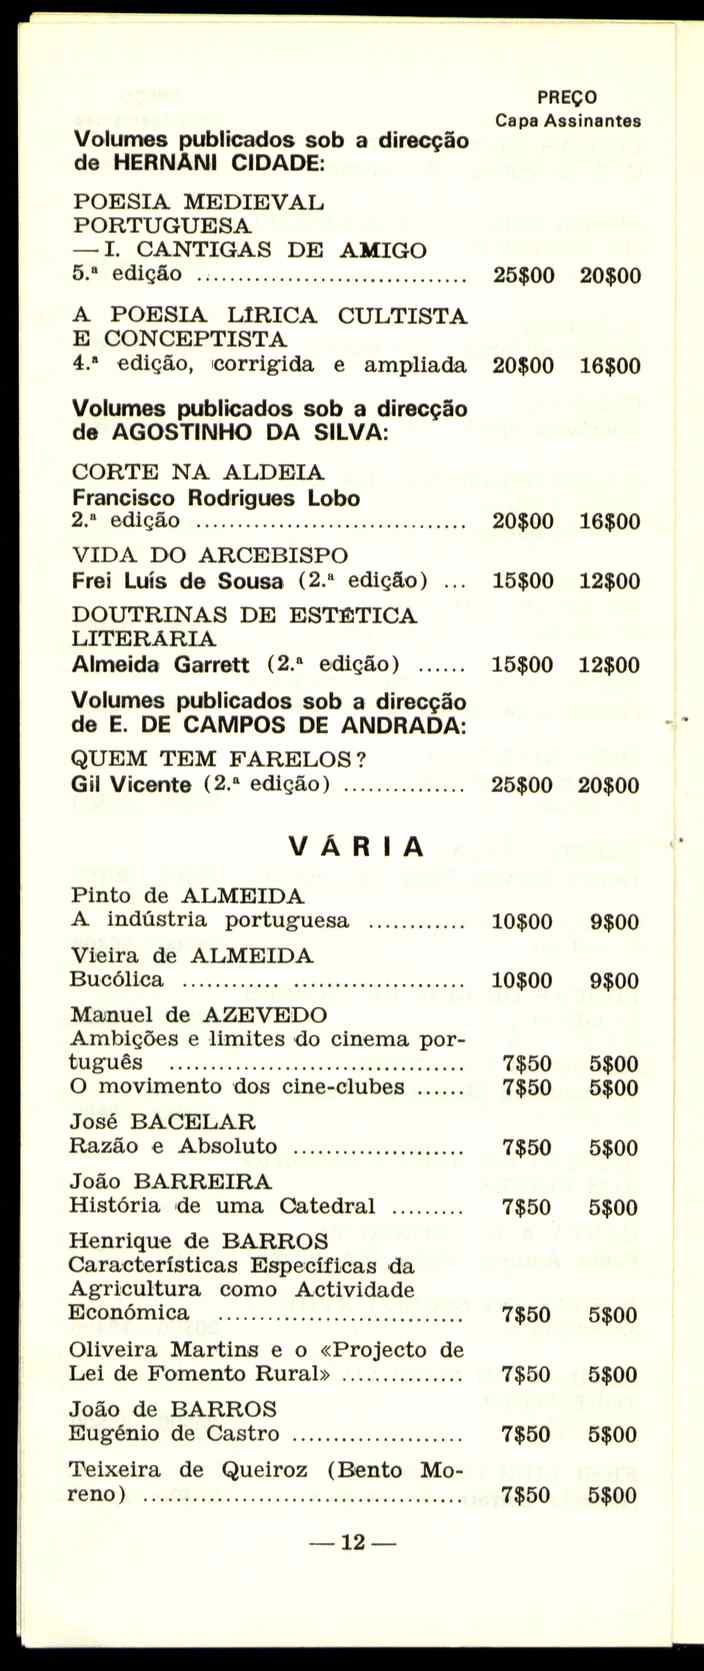 PREÇO
Capa Assinantes
Volumes publicados sob a direcção
de HERNÂNI CIDADE:
POESIA MEDIEVAL
PORTUGUESA
— I. CANTIGAS DE AMIGO
5.ª edição ................................. 25$00 20$00
A POESIA LÍRICA CULTISTA
E CONCEPTISTA
4.ª edição, corrigida e ampliada 20$00 16$00
Volumes publicados sob a direcção
de AGOSTINHO DA SILVA:
CORTE NA ALDEIA
Francisco Rodrigues Lobo
2.ª edição ................................. 20$00 16$00
VIDA DO ARCEBISPO
Frei Luís de Sousa (2.ª edição) ... 15$00 12$00
DOUTRINAS DE ESTÉTICA
LITERÁRIA
Almeida Garrett (2.ª edição) ...... 15$00 12$00
Volumes publicados sob a direcção
de E. DE CAMPOS DE ANDRADA:
QUEM TEM FARELOS?
Gil Vicente (2.ª edição) ............... 25$00 20$00
VÁRIA
Pinto de ALMEIDA
A indústria portuguesa ............ 10$00 9$00
Vieira de ALMEIDA
Bucólica ............ ..................... 10$00 9$00
Manuel de AZEVEDO
Ambições e limites do cinema por-
tuguês .................................... 7$50 5$00
O movimento dos cine-clubes ...... 7$50 5$00
José BACELAR
Razão e Absoluto ..................... 7$50 5$00
João BARREIRA
História de uma Catedral ......... 7$50 5$00
Henrique de BARROS
Características Específicas da
Agricultura como Actividade
Económica .............................. 7$50 5$00
Oliveira Martins e o «Projecto de
Lei de Fomento Rural» ............... 7$50 5$00
João de BARROS
Eugénio de Castro ..................... 7$50 5$00
Teixeira de Queiroz (Bento Mo-
reno) ....................................... 7$50 5$00
— 12 —